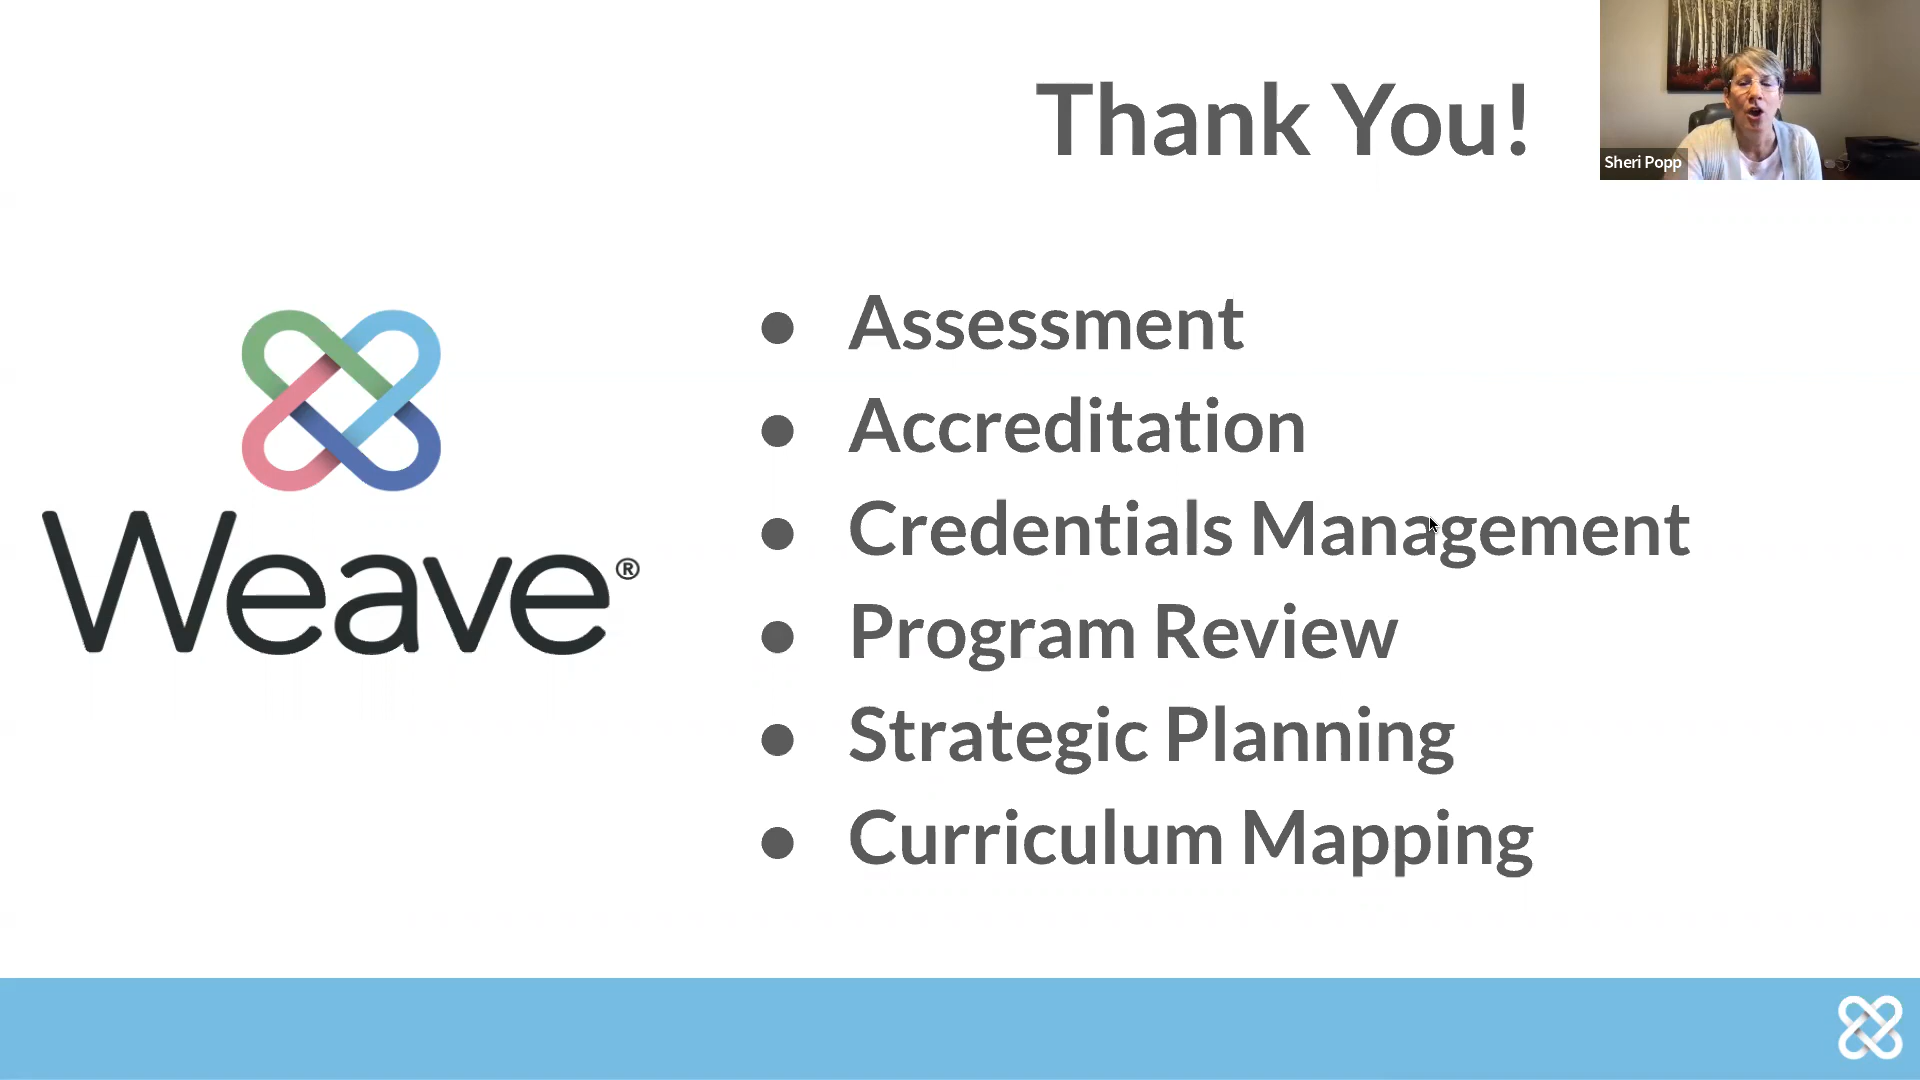 Thank You!
Sheri Popp
Weave®
● Assessment
● Accreditation
● Credentials Management
● Program Review
● Strategic Planning
● Curriculum Mapping